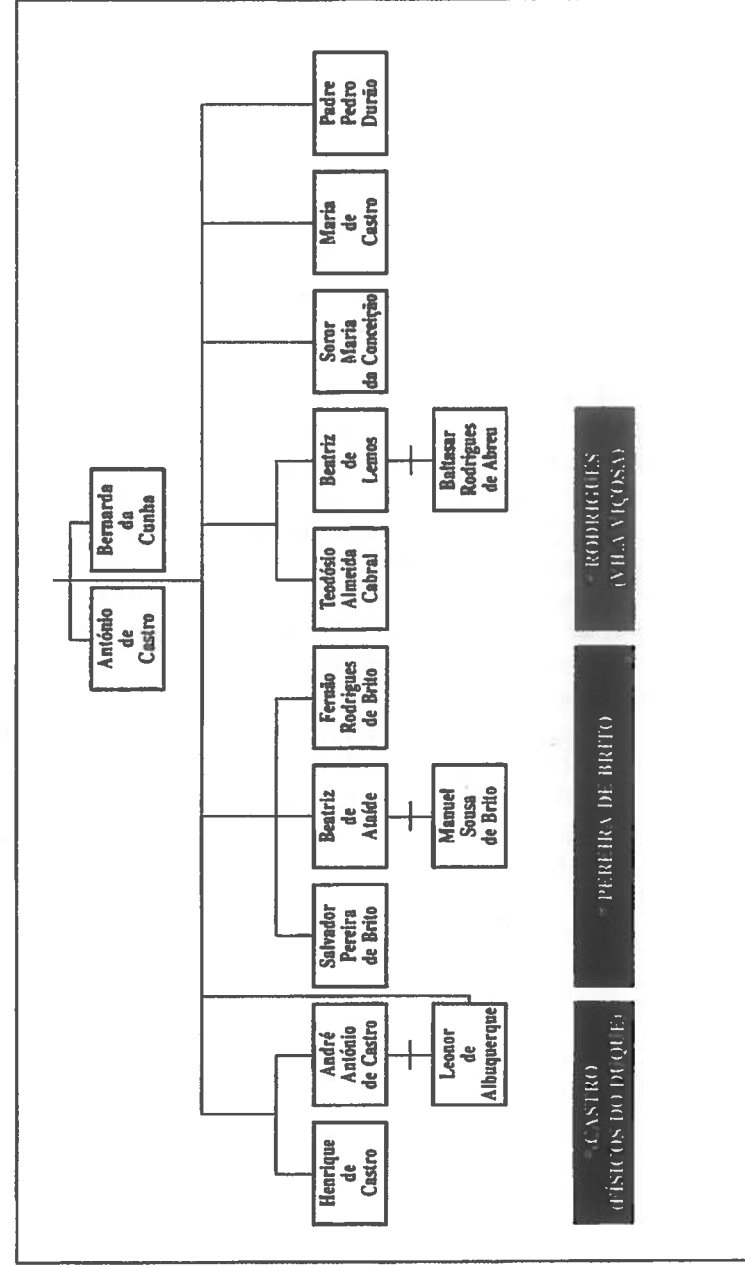 António
de
Castro
Bernarda
da
Cunha
Henrique
de
Castro
André
António
de Castro
Salvador
Pereira
de Brito
Beatriz
de
Ataíde
Fernão
Rodrigues
de Brito
Teodósio
Almeida
Cabral
Beatriz
de
Lemos
Soror
Maria
da Conceição
Maria
de
Castro
Padre
Pedro
Durão
Leonor
de
Albuquerque
Manuel
Sousa
de Brito
Baltasar
Rodrigues
de Abreu
* CASTRO
(FÍSICOS DO DUQUE)
* PEREIRA DE BRITO
* RODRIGUES
(VILA VIÇOSA)